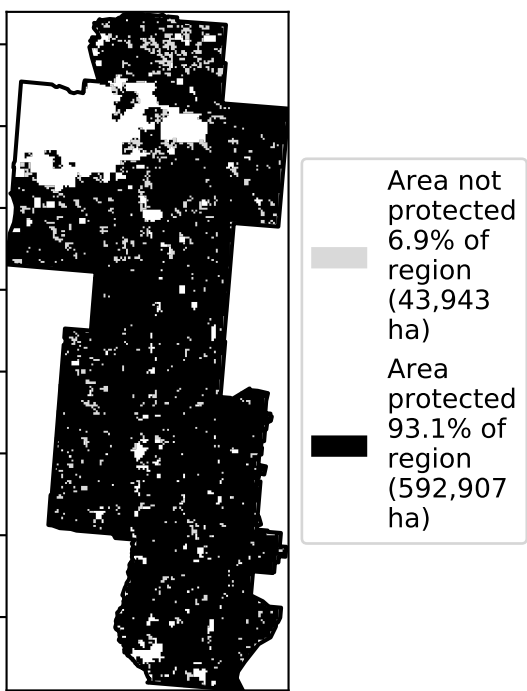 Area not
protected
6.9% of
region
(43,943
ha)
Area
protected
93.1% of
region
(592,907
ha)